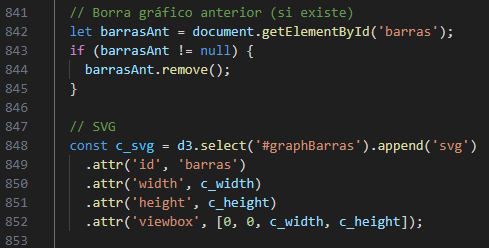 841 // Borra gráfico anterior (si existe)
842 let barrasAnt = document.getElementById('barras');
843 if (barrasAnt != null) {
844 barrasAnt.remove();
845 }
846
847 // SVG
848 const c_svg = d3.select('#graphBarras').append('svg')
849 .attr('id', 'barras')
850 .attr('width', c_width)
851 .attr('height', c_height)
852 .attr('viewbox', [0, 0, c_width, c_height]);
853